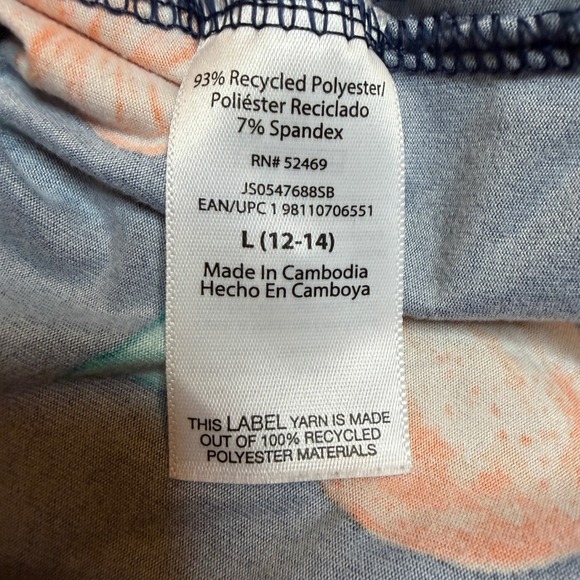 93% Recycled Polyester/
Poliéster Reciclado
7% Spandex
RN# 52469
JS0547688SB
EAN/UPC 1 98110706551
L (12-14)
Made In Cambodia
Hecho En Camboya
THIS LABEL YARN IS MADE
OUT OF 100% RECYCLED
POLYESTER MATERIALS